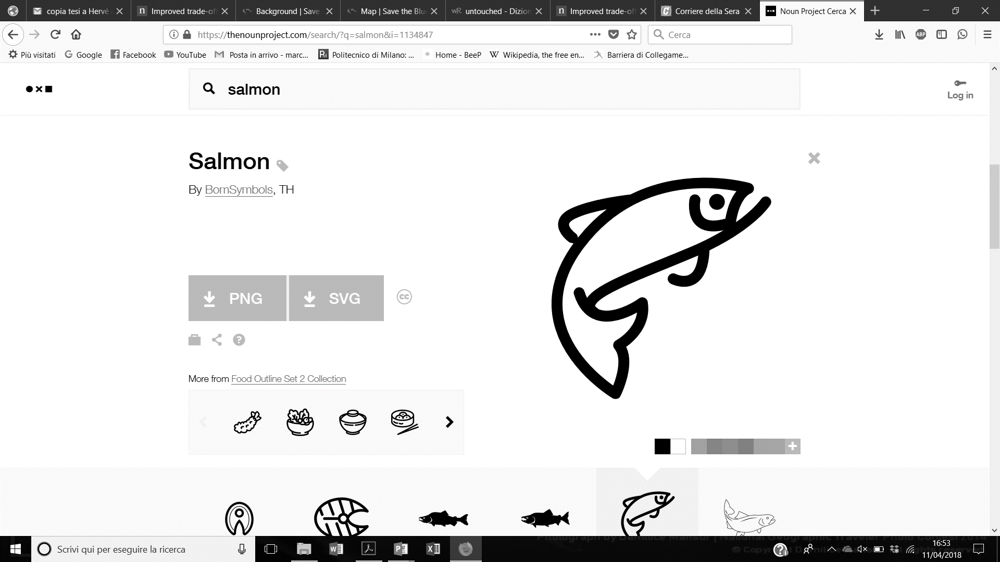 copia tesi a Hervé
Improved trade-of
Background | Save
Map | Save the Blu
wR untouched - Dizion
Improved trade-of
Corriere della Sera
Noun Project Cerca
https://thenounproject.com/search/?q=salmon&i=1134847
Cerca
Più visitati
Google
Facebook
YouTube
Posta in arrivo - marc...
Politecnico di Milano: ...
Home - BeeP
W Wikipedia, the free en...
Barriera di Collegame...
salmon
Log in
Salmon
By BomSymbols, TH
PNG
SVG
cc
More from Food Outline Set 2 Collection
Scrivi qui per eseguire la ricerca
16:53
11/04/2018